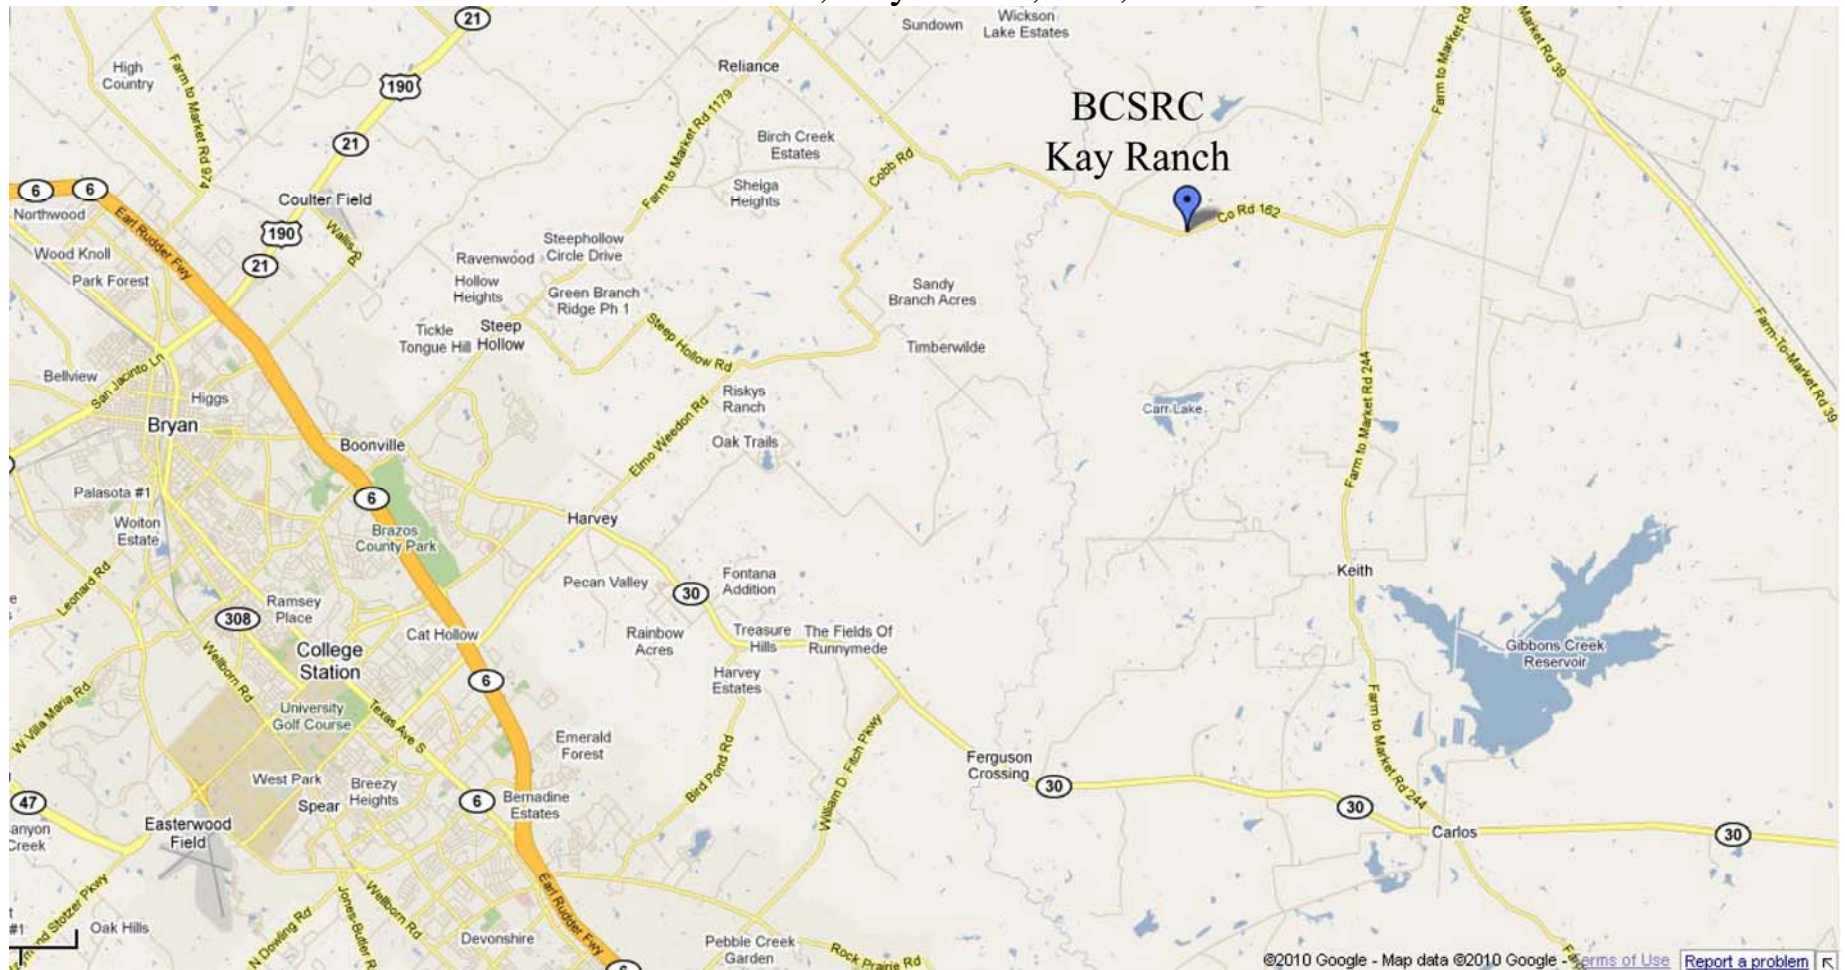 21
Sundown
Wickson
Lake Estates
Farm to Market Rd
Market Rd 39
High
Country
Farm to Market Rd 974
190
Reliance
Farm to Market Rd 1179
BCSRC
Kay Ranch
21
Birch Creek
Estates
Cobb Rd
6
6
Northwood
Earl Rudder Fwy
Coulter Field
Sheiga
Heights
Co Rd 162
190
Wood Knoll
Park Forest
21
Ravenwood
Steephollow
Circle Drive
Hollow
Heights
Green Branch
Ridge Ph 1
Sandy
Branch Acres
Tickle
Tongue Hill
Steep
Hollow
Steep Hollow Rd
Timberwilde
Farm-To-Market Rd 39
San Jacinto Ln
Bellview
Higgs
Riskys
Ranch
Carr Lake
Farm to Market Rd 244
Bryan
Boonville
Elmo Weedon Rd
Oak Trails
Palasota #1
6
Woiton
Estate
Brazos
County Park
Harvey
Leonard Rd
Pecan Valley
30
Fontana
Addition
Keith
308
Ramsey
Place
Cat Hollow
Rainbow
Acres
Treasure
Hills
The Fields Of
Runnymede
Gibbons Creek
Reservoir
College
Station
Wellborn Rd
6
Harvey
Estates
W Villa Maria Rd
University
Golf Course
Texas Ave S
Emerald
Forest
Bird Pond Rd
William D. Fitch Pkwy
Ferguson
Crossing
Farm to Market Rd 244
West Park
Breezy
Heights
Spear
6
Bernadine
Estates
30
30
47
anyon
Creek
Easterwood
Field
Carlos
30
Stotzer Pkwy
#1
Oak Hills
N Dowling Rd
Jones-Butler R
Wellborn Rd
Devonshire
Earl Rudder Fwy
6
Pebble Creek
Garden
Rock Prairie Rd
©2010 Google - Map data ©2010 Google - erms of Use Report a problem